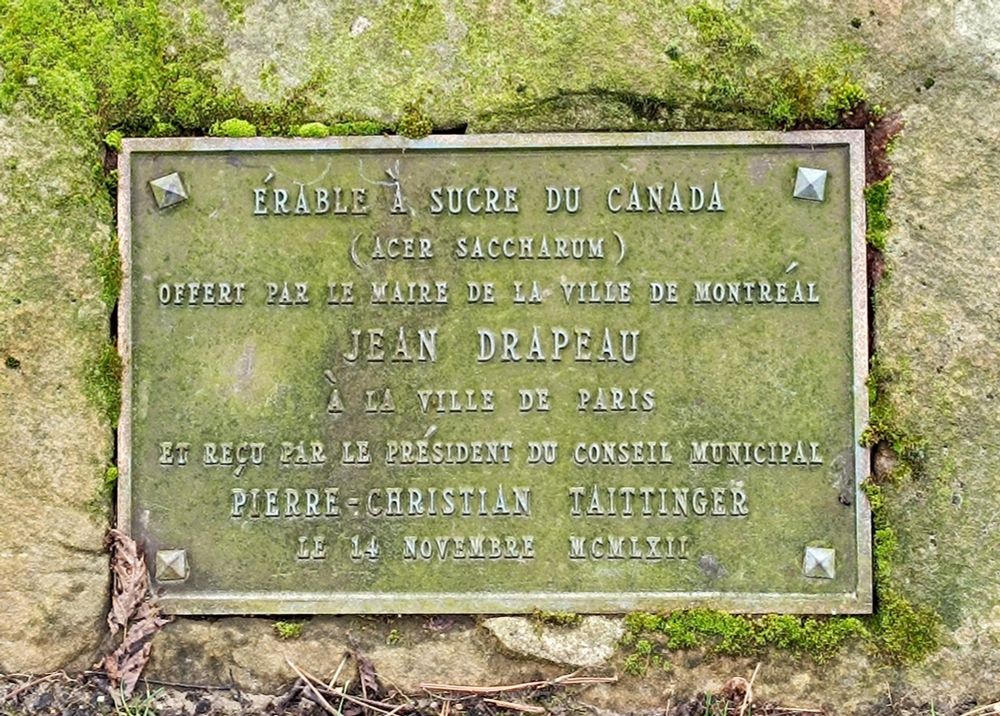 ÉRABLE À SUCRE DU CANADA
(ACER SACCHARUM)
OFFERT PAR LE MAIRE DE LA VILLE DE MONTRÉAL
JEAN DRAPEAU
À LA VILLE DE PARIS
ET REÇU PAR LE PRÉSIDENT DU CONSEIL MUNICIPAL
PIERRE-CHRISTIAN TAITTINGER
LE 14 NOVEMBRE MCMLXII